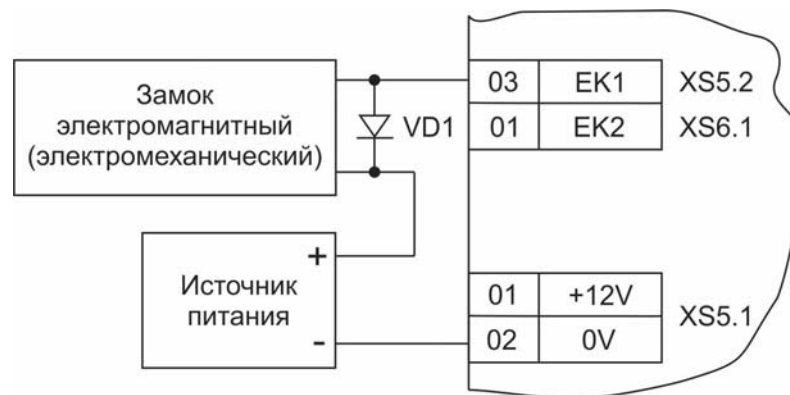 Замок
электромагнитный
(электромеханический)
VD1
03 EK1 XS5.2
01 EK2 XS6.1
+
Источник
питания
-
01 +12V
02 0V
XS5.1